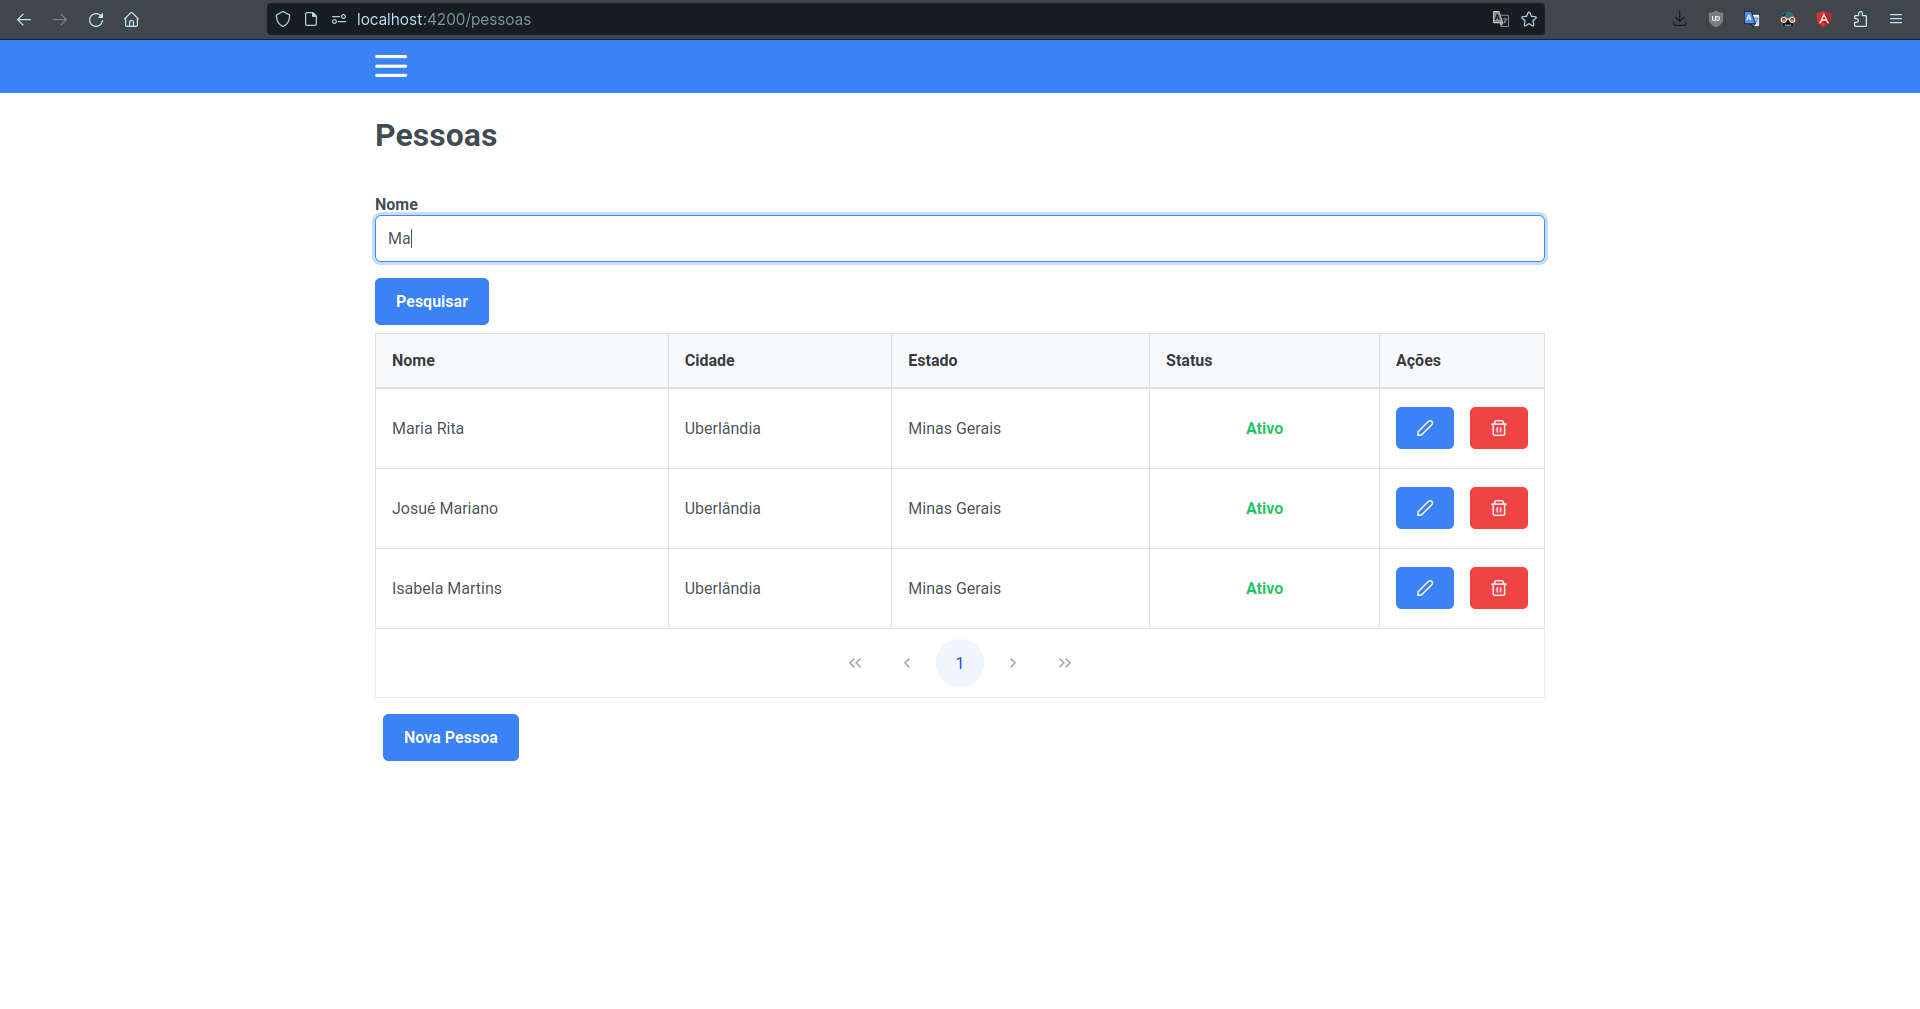 localhost:4200/pessoas
Pessoas
Nome
Ma
Pesquisar
Nome Cidade Estado Status Ações
Maria Rita Uberlândia Minas Gerais Ativo
Josué Mariano Uberlândia Minas Gerais Ativo
Isabela Martins Uberlândia Minas Gerais Ativo
1
Nova Pessoa